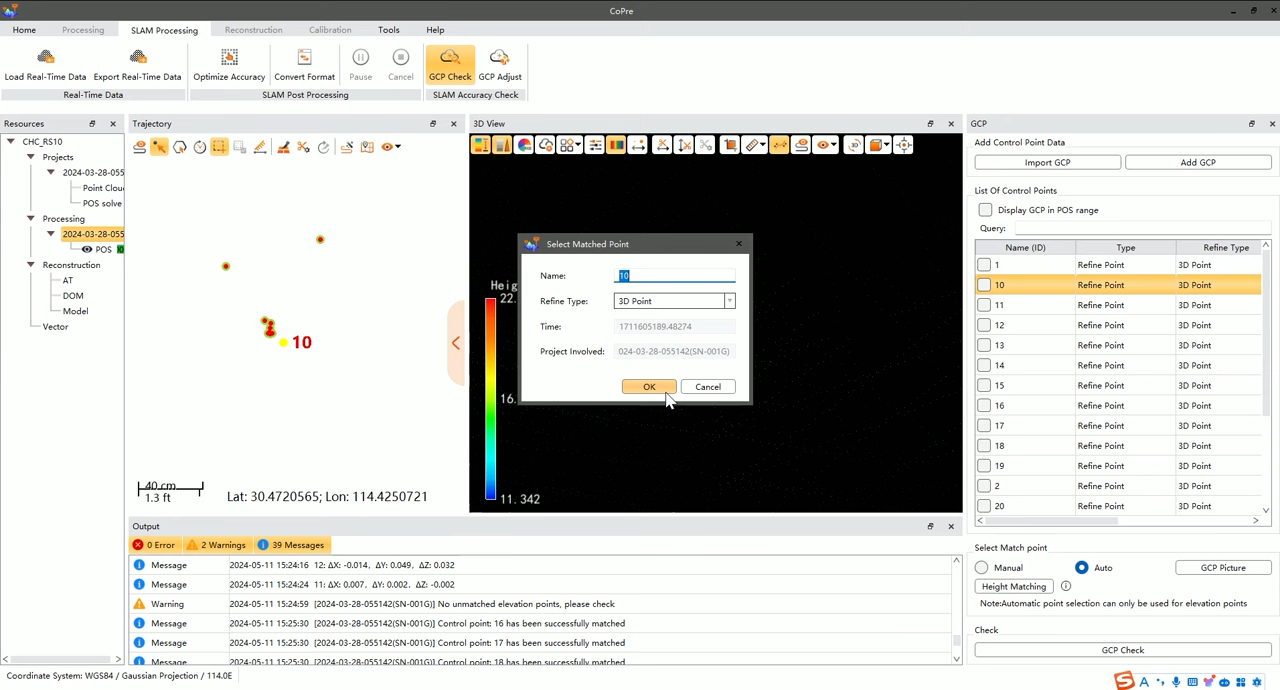 CoPre
Home Processing SLAM Processing Reconstruction Calibration Tools Help
Load Real-Time Data Export Real-Time Data Optimize Accuracy Convert Format Pause Cancel GCP Check GCP Adjust
Real-Time Data SLAM Post Processing SLAM Accuracy Check
Resources
CHC_RS10
Projects
2024-03-28-055
Point Clou
POS solve
Processing
2024-03-28-055
POS
Reconstruction
AT
DOM
Model
Vector
Trajectory
10
40 cm
1.3 ft
Lat: 30.4720565; Lon: 114.4250721
3D View
Heig
22.
16.
11.342
Select Matched Point
Name: 10
Refine Type: 3D Point
Time: 1711605189.48274
Project Involved: 024-03-28-055142(SN-001G)
OK Cancel
GCP
Add Control Point Data
Import GCP Add GCP
List Of Control Points
Display GCP in POS range
Query:
Name (ID) Type Refine Type
1 Refine Point 3D Point
10 Refine Point 3D Point
11 Refine Point 3D Point
12 Refine Point 3D Point
13 Refine Point 3D Point
14 Refine Point 3D Point
15 Refine Point 3D Point
16 Refine Point 3D Point
17 Refine Point 3D Point
18 Refine Point 3D Point
19 Refine Point 3D Point
2 Refine Point 3D Point
20 Refine Point 3D Point
Select Match point
Manual Auto GCP Picture
Height Matching
Note:Automatic point selection can only be used for elevation points
Check
GCP Check
Output
0 Error 2 Warnings 39 Messages
Message 2024-05-11 15:24:16 12: ΔX: -0.014, ΔY: 0.049, ΔZ: 0.032
Message 2024-05-11 15:24:24 11: ΔX: 0.007, ΔY: 0.002, ΔZ: -0.002
Warning 2024-05-11 15:24:59 [2024-03-28-055142(SN-001G)] No unmatched elevation points, please check
Message 2024-05-11 15:25:30 [2024-03-28-055142(SN-001G)] Control point: 16 has been successfully matched
Message 2024-05-11 15:25:30 [2024-03-28-055142(SN-001G)] Control point: 17 has been successfully matched
Message 2024-05-11 15:25:30 [2024-03-28-055142(SN-001G)] Control point: 18 has been successfully matched
Coordinate System: WGS84 / Gaussian Projection / 114.0E